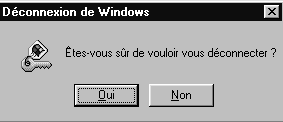 Déconnexion de Windows
Êtes-vous sûr de vouloir vous déconnecter ?
Oui
Non